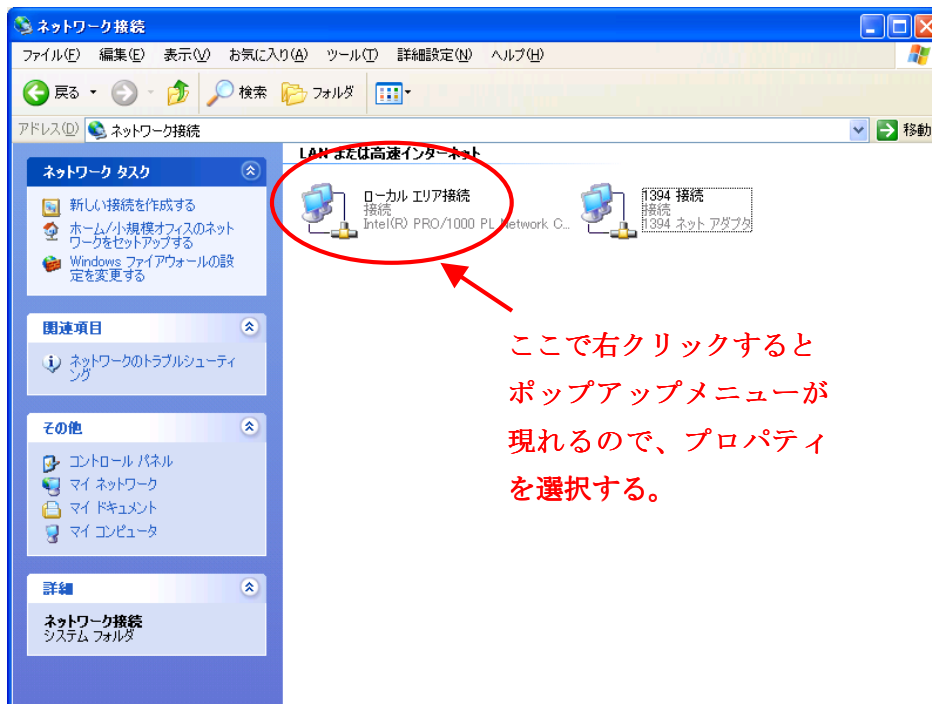 ネットワーク接続
ファイル(F) 編集(E) 表示(V) お気に入り(A) ツール(T) 詳細設定(N) ヘルプ(H)
戻る 検索 フォルダ
アドレス(D) ネットワーク接続 移動
ネットワーク タスク
新しい接続を作成する
ホーム/小規模オフィスのネット
ワークをセットアップする
Windows ファイアウォールの設
定を変更する
関連項目
ネットワークのトラブルシューティ
ング
その他
コントロール パネル
マイ ネットワーク
マイ ドキュメント
マイ コンピュータ
詳細
ネットワーク接続
システム フォルダ
LAN または高速インターネット
ローカル エリア接続
接続
Intel(R) PRO/1000 PL Network C...
1394 接続
接続
1394 ネット アダプタ
ここで右クリックすると
ポップアップメニューが
現れるので、プロパティ
を選択する。